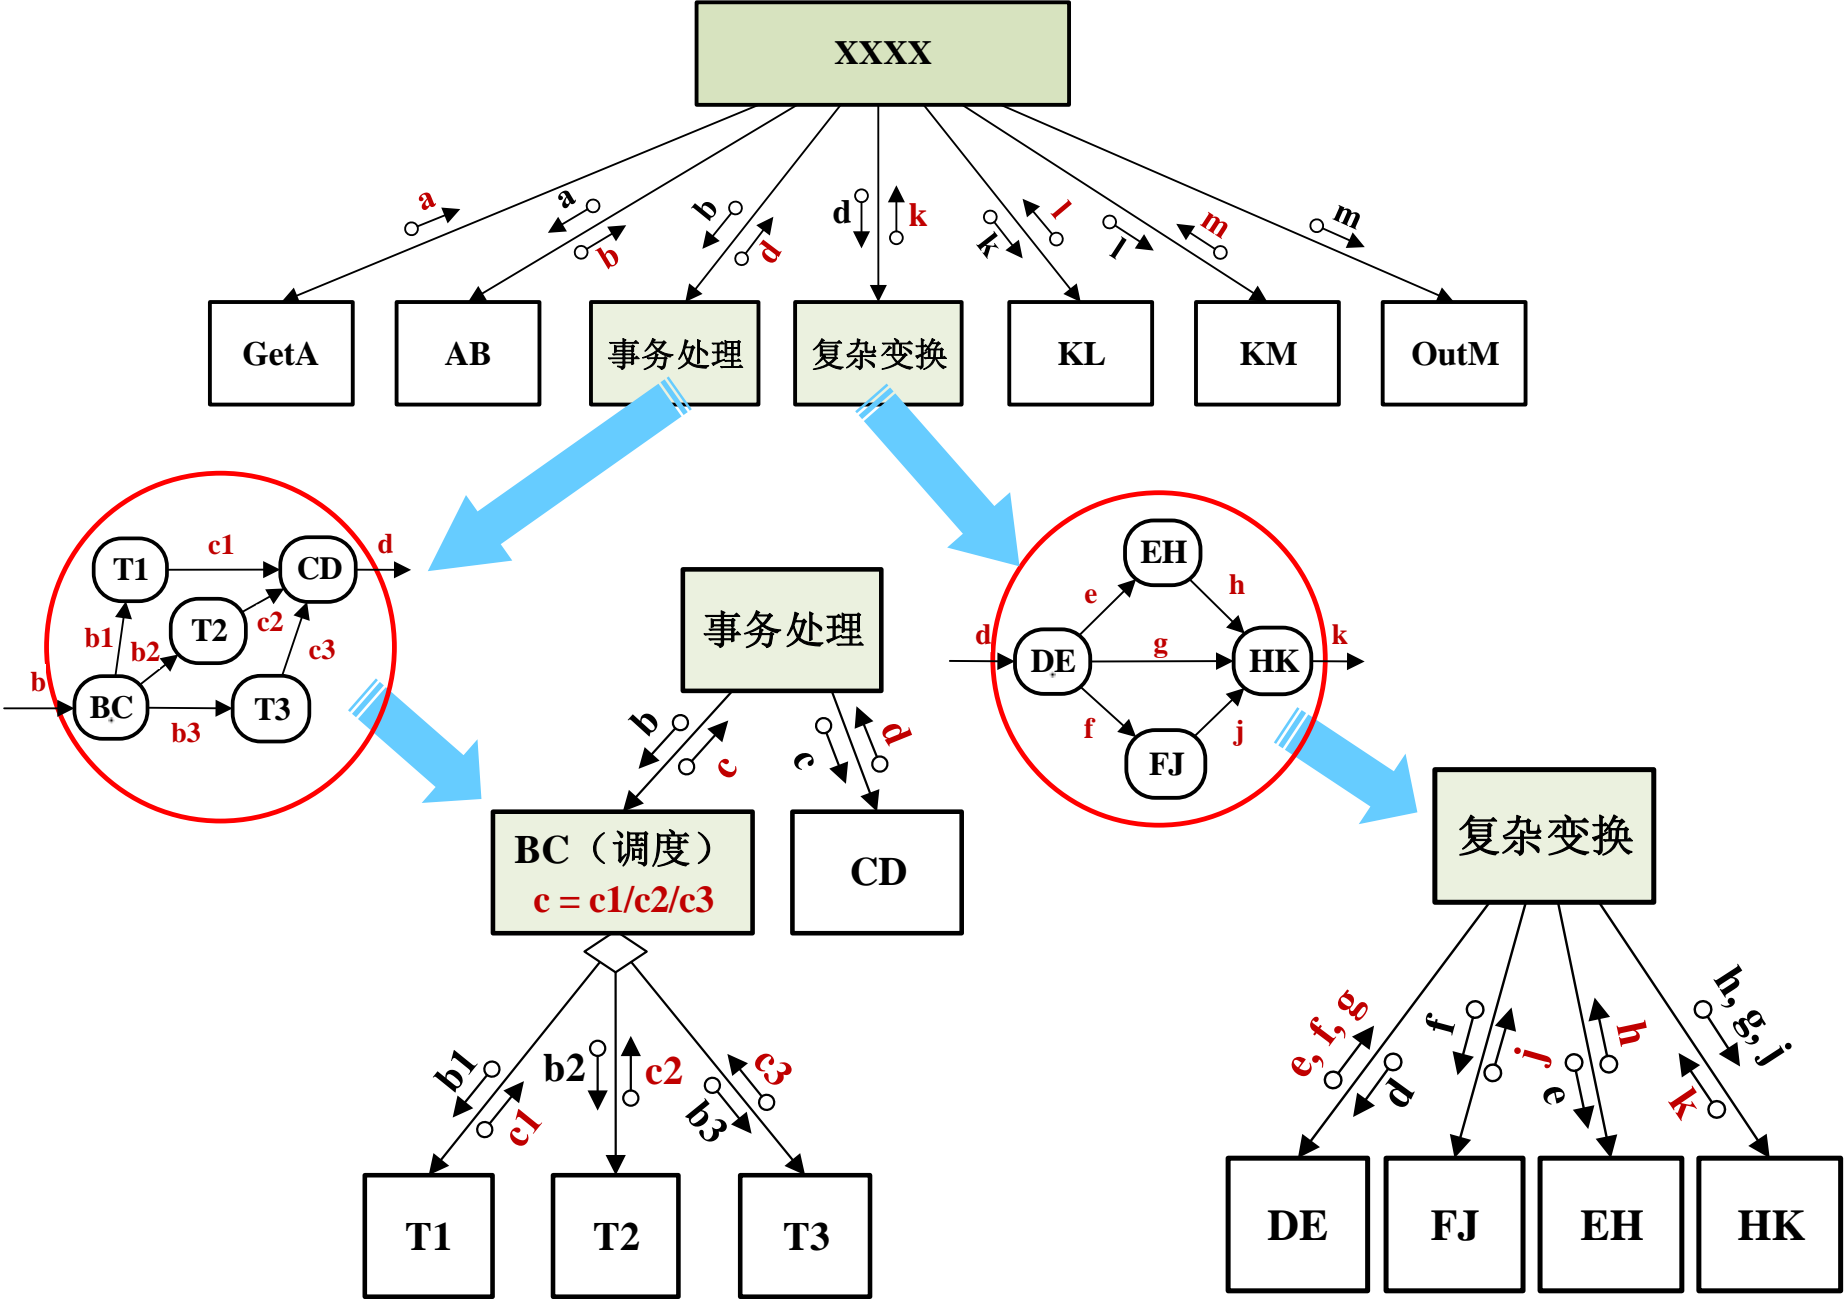 XXXX
a
a
b
b
d
d
k
k
l
l
m
m
GetA
AB
事务处理
复杂变换
KL
KM
OutM
T1
c1
CD
d
b1
b2
T2
c2
c3
b
BC
b3
T3
事务处理
b
c
c
d
BC（调度）
c = c1/c2/c3
CD
b1
c1
b2
c2
c3
b3
T1
T2
T3
EH
e
h
d
DE
g
HK
k
f
j
FJ
复杂变换
e, f, g
d
f
j
h
e
h, g, j
k
DE
FJ
EH
HK